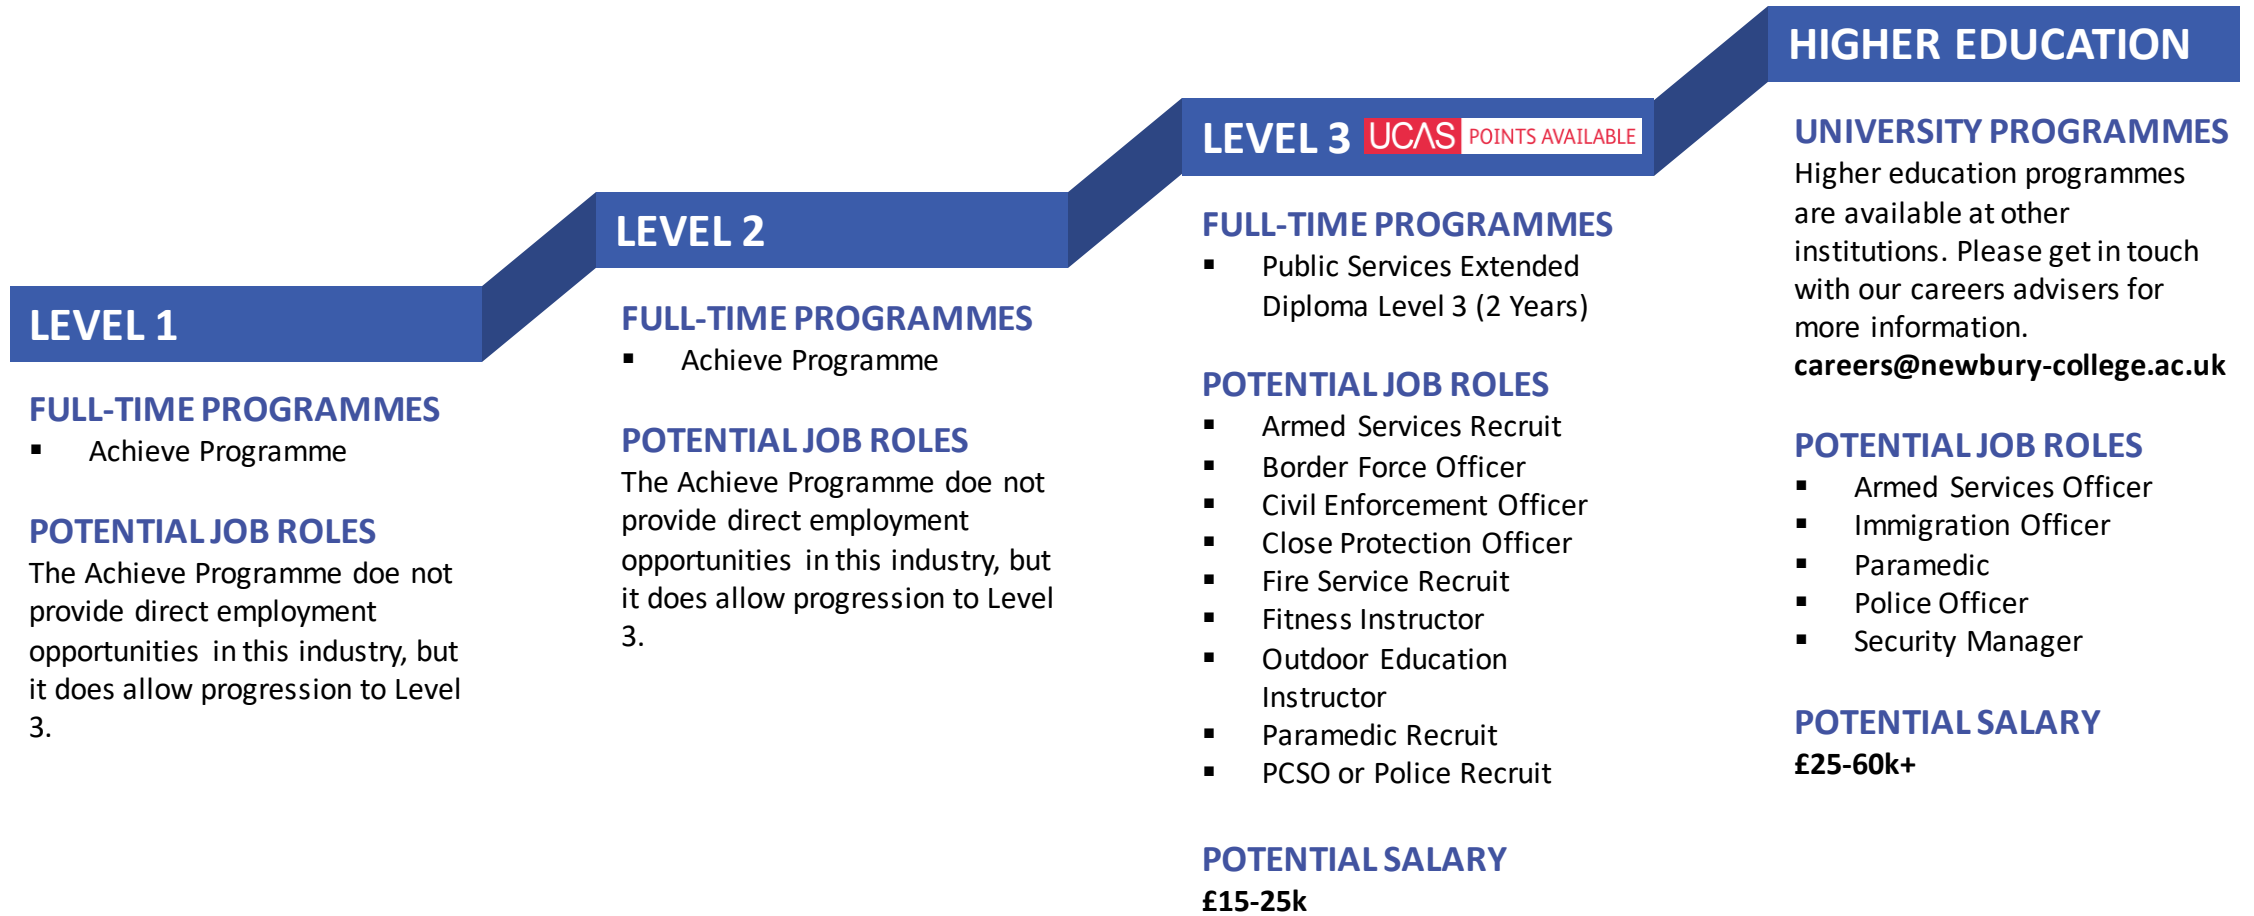 LEVEL 1
FULL-TIME PROGRAMMES
▪ Achieve Programme
POTENTIAL JOB ROLES
The Achieve Programme doe not
provide direct employment
opportunities in this industry, but
it does allow progression to Level
3.
LEVEL 2
FULL-TIME PROGRAMMES
▪ Achieve Programme
POTENTIAL JOB ROLES
The Achieve Programme doe not
provide direct employment
opportunities in this industry, but
it does allow progression to Level
3.
LEVEL 3 UCAS POINTS AVAILABLE
FULL-TIME PROGRAMMES
▪ Public Services Extended
Diploma Level 3 (2 Years)
POTENTIAL JOB ROLES
▪ Armed Services Recruit
▪ Border Force Officer
▪ Civil Enforcement Officer
▪ Close Protection Officer
▪ Fire Service Recruit
▪ Fitness Instructor
▪ Outdoor Education
Instructor
▪ Paramedic Recruit
▪ PCSO or Police Recruit
POTENTIAL SALARY
£15-25k
HIGHER EDUCATION
UNIVERSITY PROGRAMMES
Higher education programmes
are available at other
institutions. Please get in touch
with our careers advisers for
more information.
careers@newbury-college.ac.uk
POTENTIAL JOB ROLES
▪ Armed Services Officer
▪ Immigration Officer
▪ Paramedic
▪ Police Officer
▪ Security Manager
POTENTIAL SALARY
£25-60k+